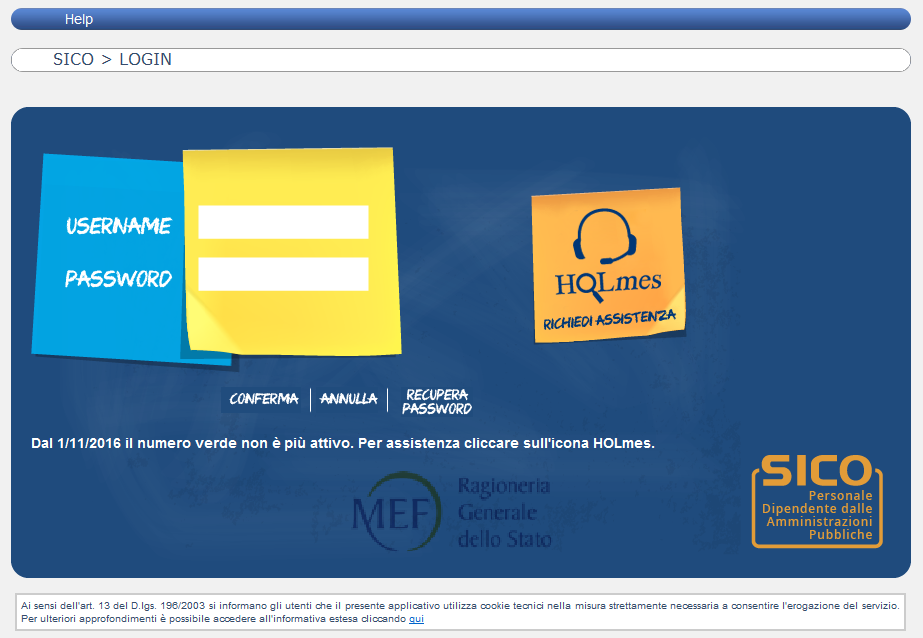 Help
SICO > LOGIN
USERNAME
PASSWORD
HOLmes
RICHIEDI ASSISTENZA
CONFERMA
ANNULLA
RECUPERA
PASSWORD
Dal 1/11/2016 il numero verde non è più attivo. Per assistenza cliccare sull'icona HOLmes.
MEF
Ragioneria
Generale
dello Stato
SICO
Personale
Dipendente dalle
Amministrazioni
Pubbliche
Ai sensi dell'art. 13 del D.lgs. 196/2003 si informano gli utenti che il presente applicativo utilizza cookie tecnici nella misura strettamente necessaria a consentire l'erogazione del servizio.
Per ulteriori approfondimenti è possibile accedere all'informativa estesa cliccando qui